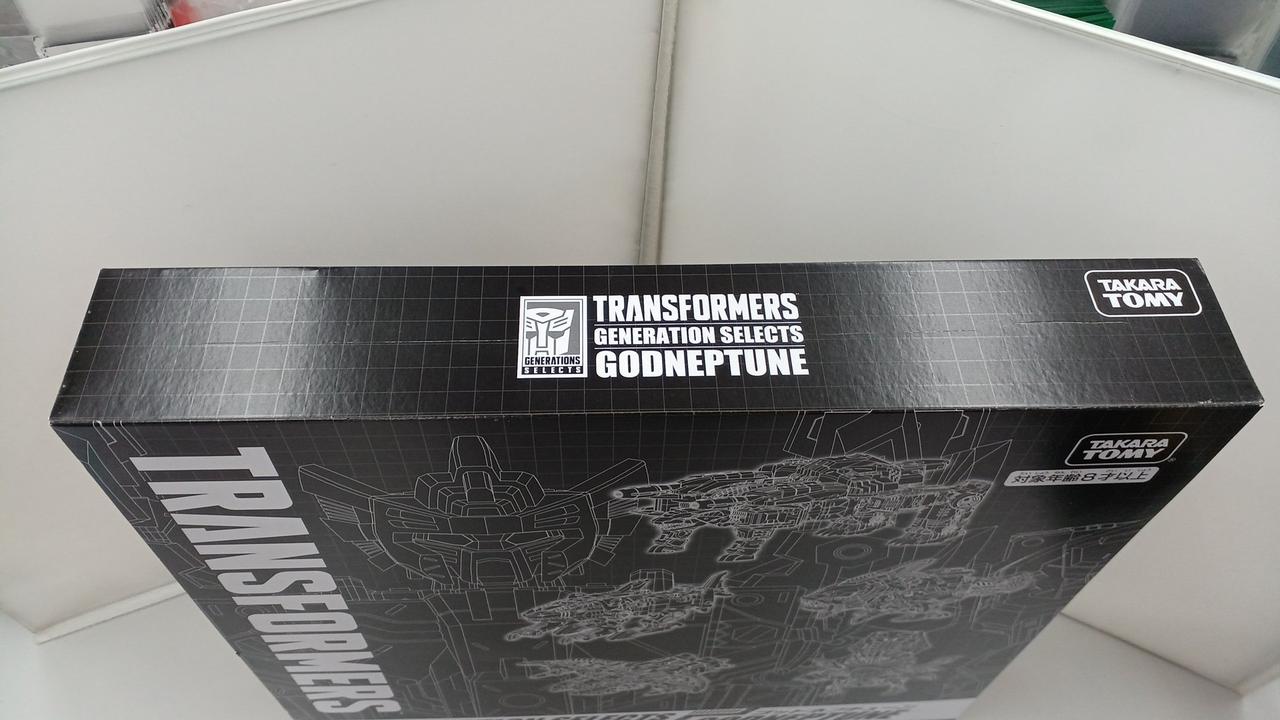 TRANSFORMERS
GENERATION SELECTS
GODNEPTUNE
GENERATIONS
SELECTS
TAKARA
TOMY
TAKARA
TOMY
対象年齢8才以上
TRANSFORMERS
SELECTS